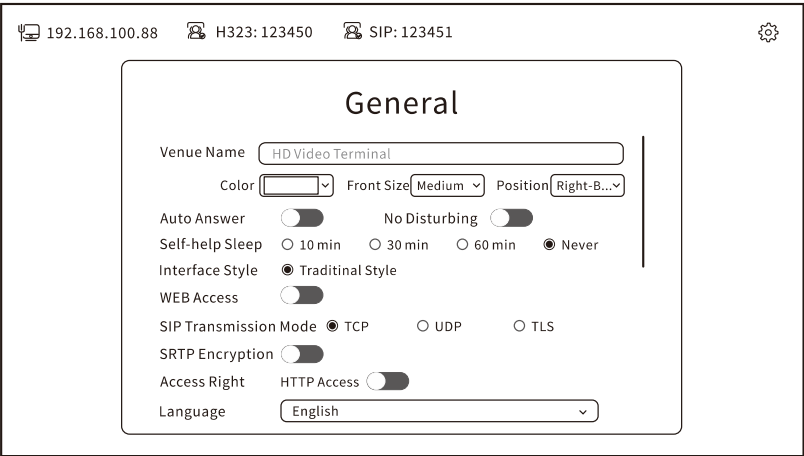 192.168.100.88 H323: 123450 SIP: 123451
General
Venue Name HD Video Terminal
Color Front Size Medium Position Right-B...
Auto Answer No Disturbing
Self-help Sleep 10 min 30 min 60 min Never
Interface Style Traditinal Style
WEB Access
SIP Transmission Mode TCP UDP TLS
SRTP Encryption
Access Right HTTP Access
Language English